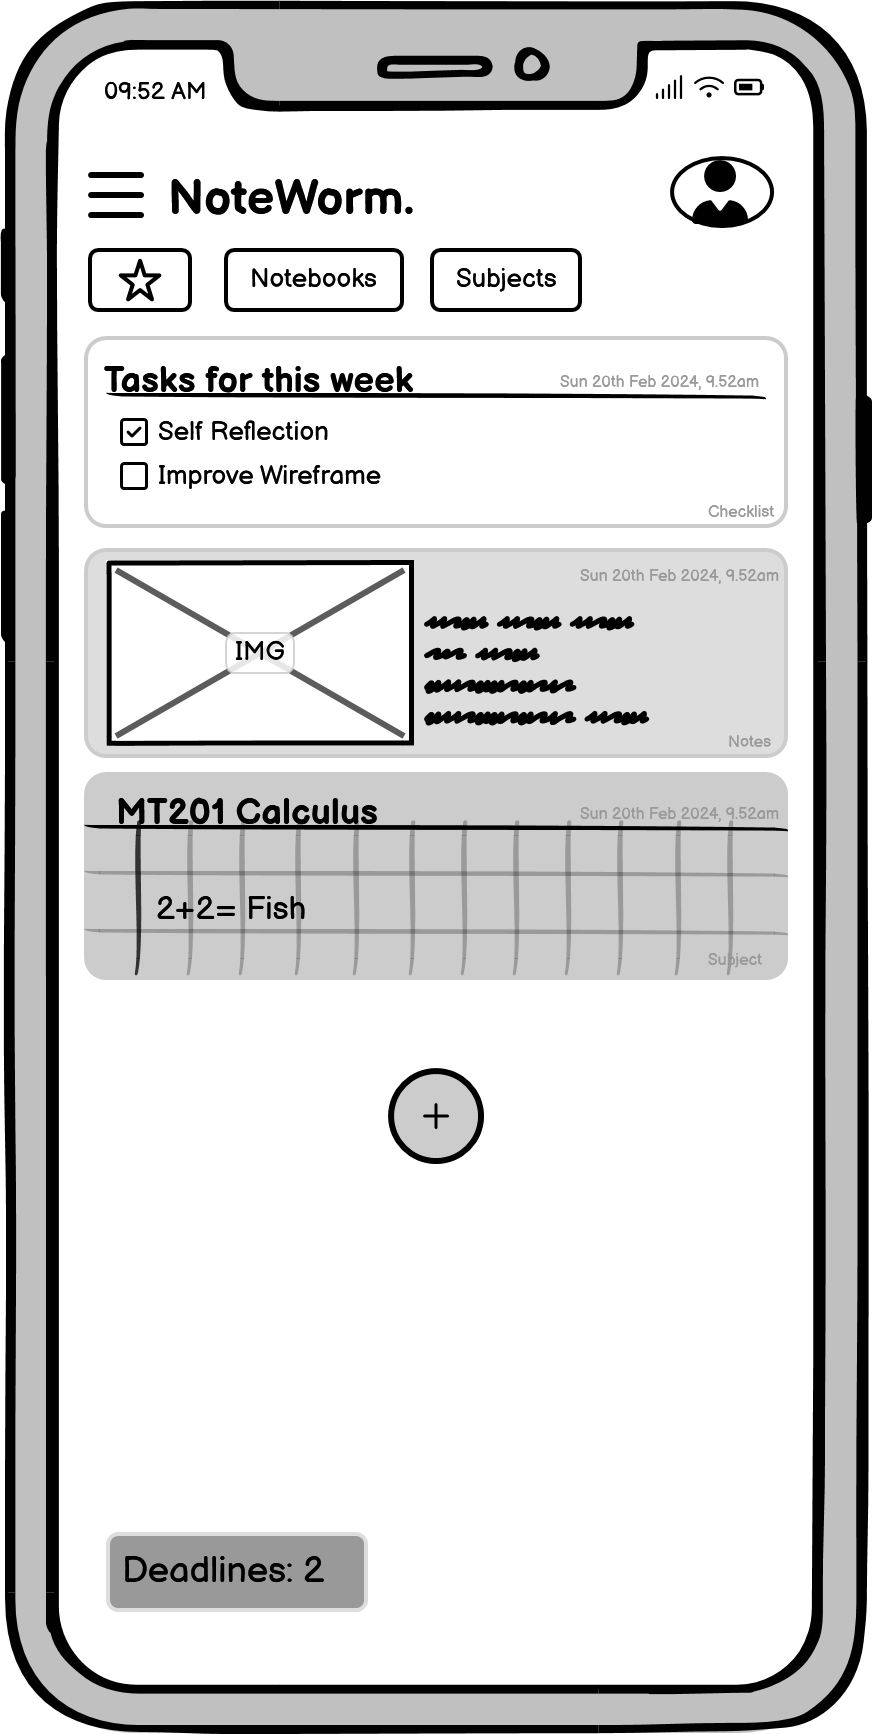 09:52 AM
NoteWorm.
Notebooks
Subjects
Tasks for this week
Sun 20th Feb 2024, 9.52am
Self Reflection
Improve Wireframe
Checklist
Sun 20th Feb 2024, 9.52am
IMG
Notes
MT201 Calculus
Sun 20th Feb 2024, 9.52am
2+2= Fish
Subject
+
Deadlines: 2